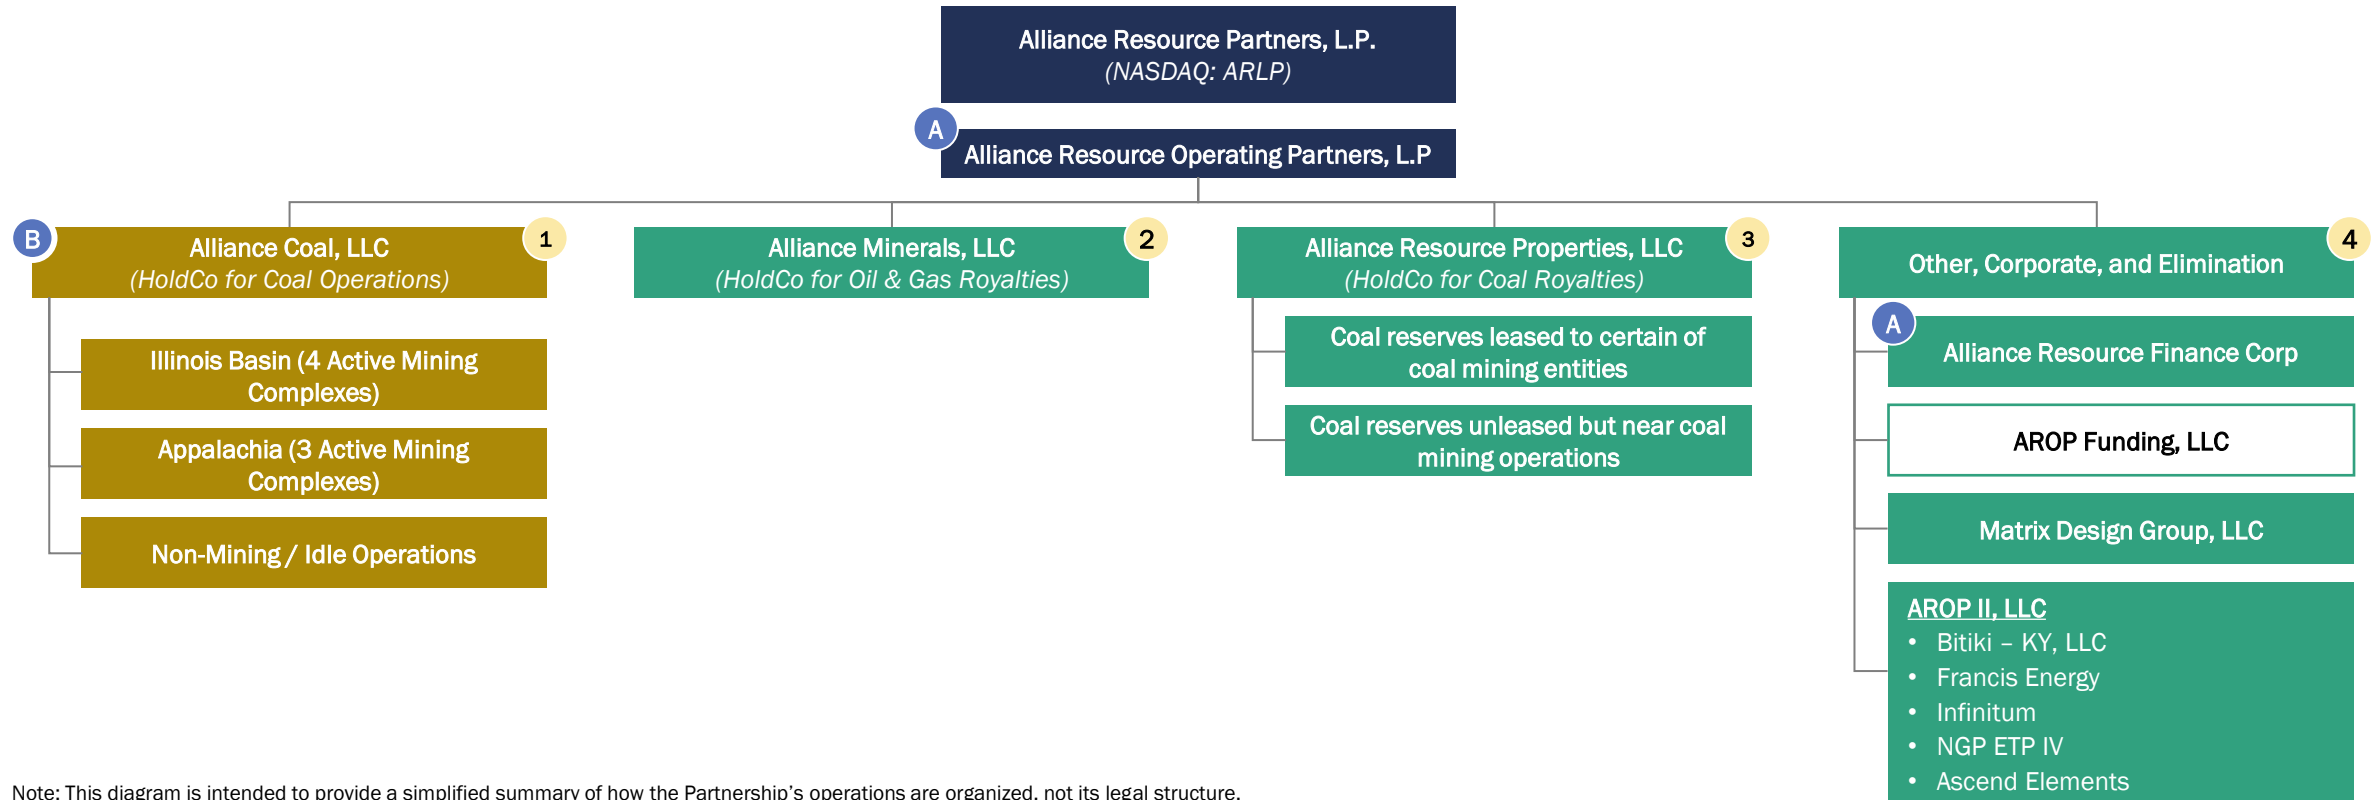 Alliance Resource Partners, L.P.
(NASDAQ: ARLP)
A
Alliance Resource Operating Partners, L.P
B
Alliance Coal, LLC
(HoldCo for Coal Operations)
1
Illinois Basin (4 Active Mining
Complexes)
Appalachia (3 Active Mining
Complexes)
Non-Mining / Idle Operations
Alliance Minerals, LLC
(HoldCo for Oil & Gas Royalties)
2
Alliance Resource Properties, LLC
(HoldCo for Coal Royalties)
3
Coal reserves leased to certain of
coal mining entities
Coal reserves unleased but near coal
mining operations
Other, Corporate, and Elimination
4
A
Alliance Resource Finance Corp
AROP Funding, LLC
Matrix Design Group, LLC
AROP II, LLC
• Bitiki – KY, LLC
• Francis Energy
• Infinitum
• NGP ETP IV
• Ascend Elements
Note: This diagram is intended to provide a simplified summary of how the Partnership's operations are organized, not its legal structure.